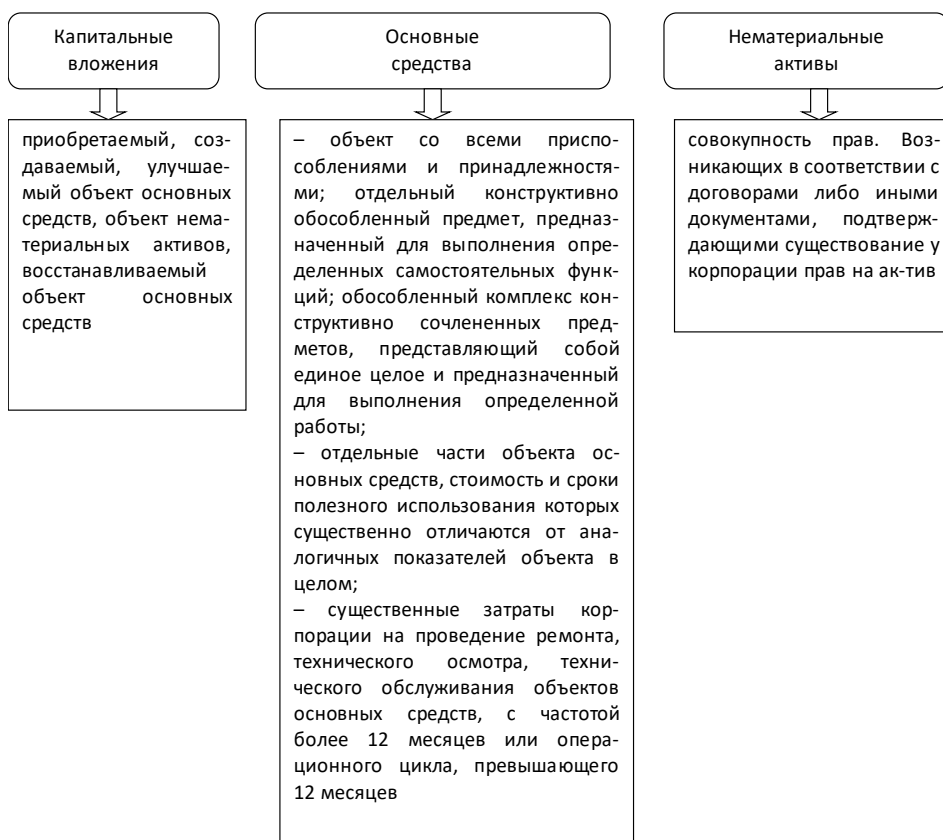 Капитальные
вложения
приобретаемый, соз-
даваемый, улучшае-
мый объект основных
средств, объект нема-
териальных активов,
восстанавливаемый
объект основных
средств
Основные
средства
– объект со всеми приспо-
соблениями и принадлежностя-
ми; отдельный конструктивно
обособленный предмет, предназ-
наченный для выполнения опре-
деленных самостоятельных функ-
ций; обособленный комплекс кон-
структивно сочлененных пред-
метов, представляющий собой
единое целое и предназначенный
для выполнения определенной
работы;
– отдельные части объекта ос-
новных средств, стоимость и сроки
полезного использования которых
существенно отличаются от ана-
логичных показателей объекта в
целом;
– существенные затраты кор-
порации на проведение ремонта,
технического осмотра, техни-
ческого обслуживания объектов
основных средств, с частотой
более 12 месяцев или опера-
ционного цикла, превышающего
12 месяцев
Нематериальные
активы
совокупность прав. Воз-
никающих в соответствии с
договорами либо иными
документами, подтверж-
дающими существование у
корпорации прав на ак-тив